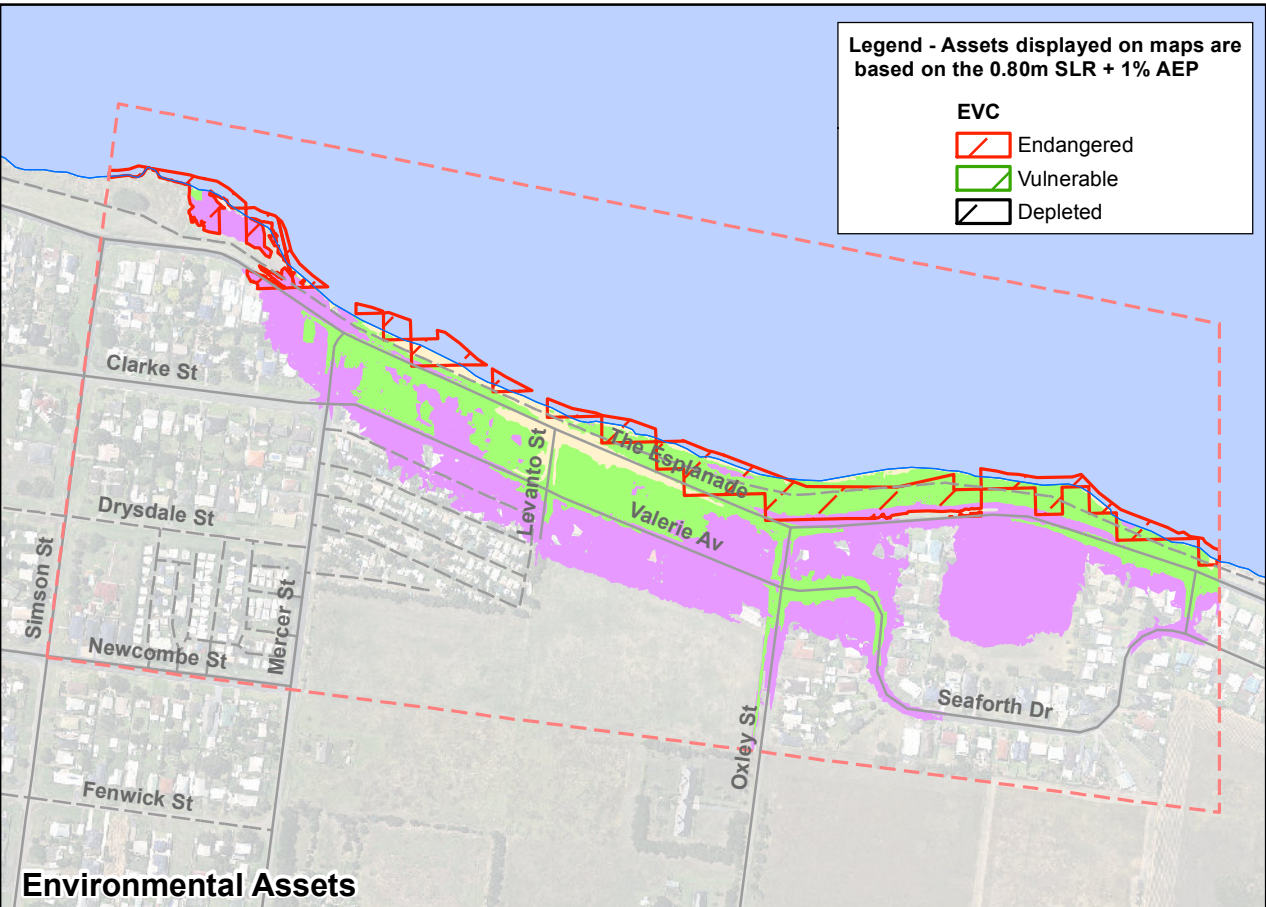 Legend - Assets displayed on maps are
based on the 0.80m SLR + 1% AEP
EVC
Endangered
Vulnerable
Depleted
Clarke St
The Esplanade
Levanto St
Valerie Av
Drysdale St
Simson St
Mercer St
Newcombe St
Seaforth Dr
Oxley St
Fenwick St
Environmental Assets